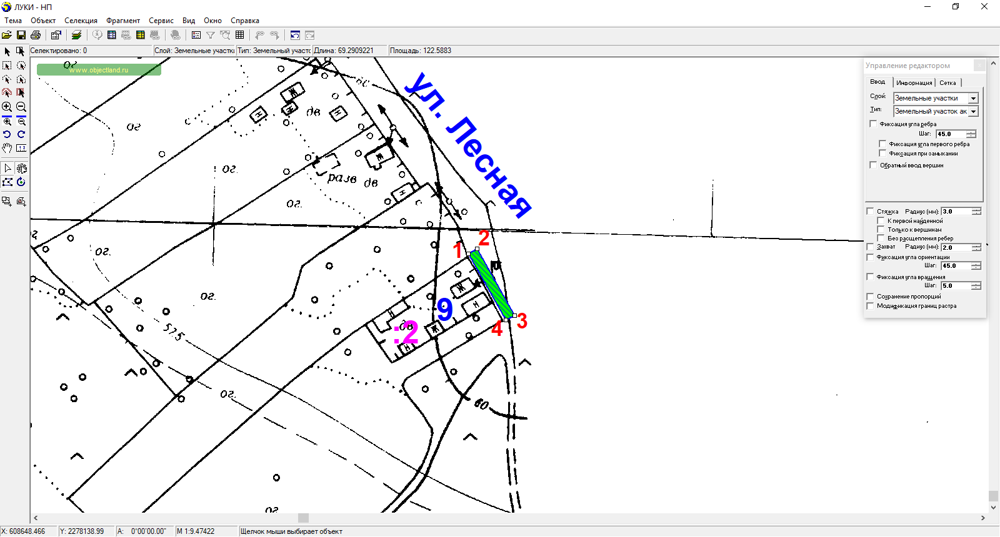 ЛУКИ - НП
Тема Объект Селекция Фрагмент Сервис Вид Окно Справка
Селектировано: 0 Слой: Земельные участки Тип: Земельный участо Длина: 69.2909221 Площадь: 122.5883
www.objectland.ru
ог.
60
ул. Лесная
Ж
Н
Н
Н
дв
ог
с
Ж
ог.
разв дв
Н
ог.
с
2
1
ог.
Ж
ог.
Н
9
Н
дв
Ж
:2
Н
3
4
57,5
ог.
60
ог
Управление редактором
Ввод Информация Сетка
Слой: Земельные участки
Тип: Земельный участок ак
Фиксация угла ребра
Шаг: 45.0
Фиксация угла первого ребра
Фиксация при замыкании
Обратный ввод вершин
Стяжка Радиус (мм): 3.0
К первой найденной
Только к вершинам
Без расщепления ребер
Захват Радиус (мм): 2.0
Фиксация угла ориентации
Шаг: 45.0
Фиксация угла вращения
Шаг: 5.0
Сохранение пропорций
Модификация границ растра
X: 608648.466 Y: 2278138.99 A: 0°00'00.00" М 1:9.47422 Щелчок мыши выбирает объект